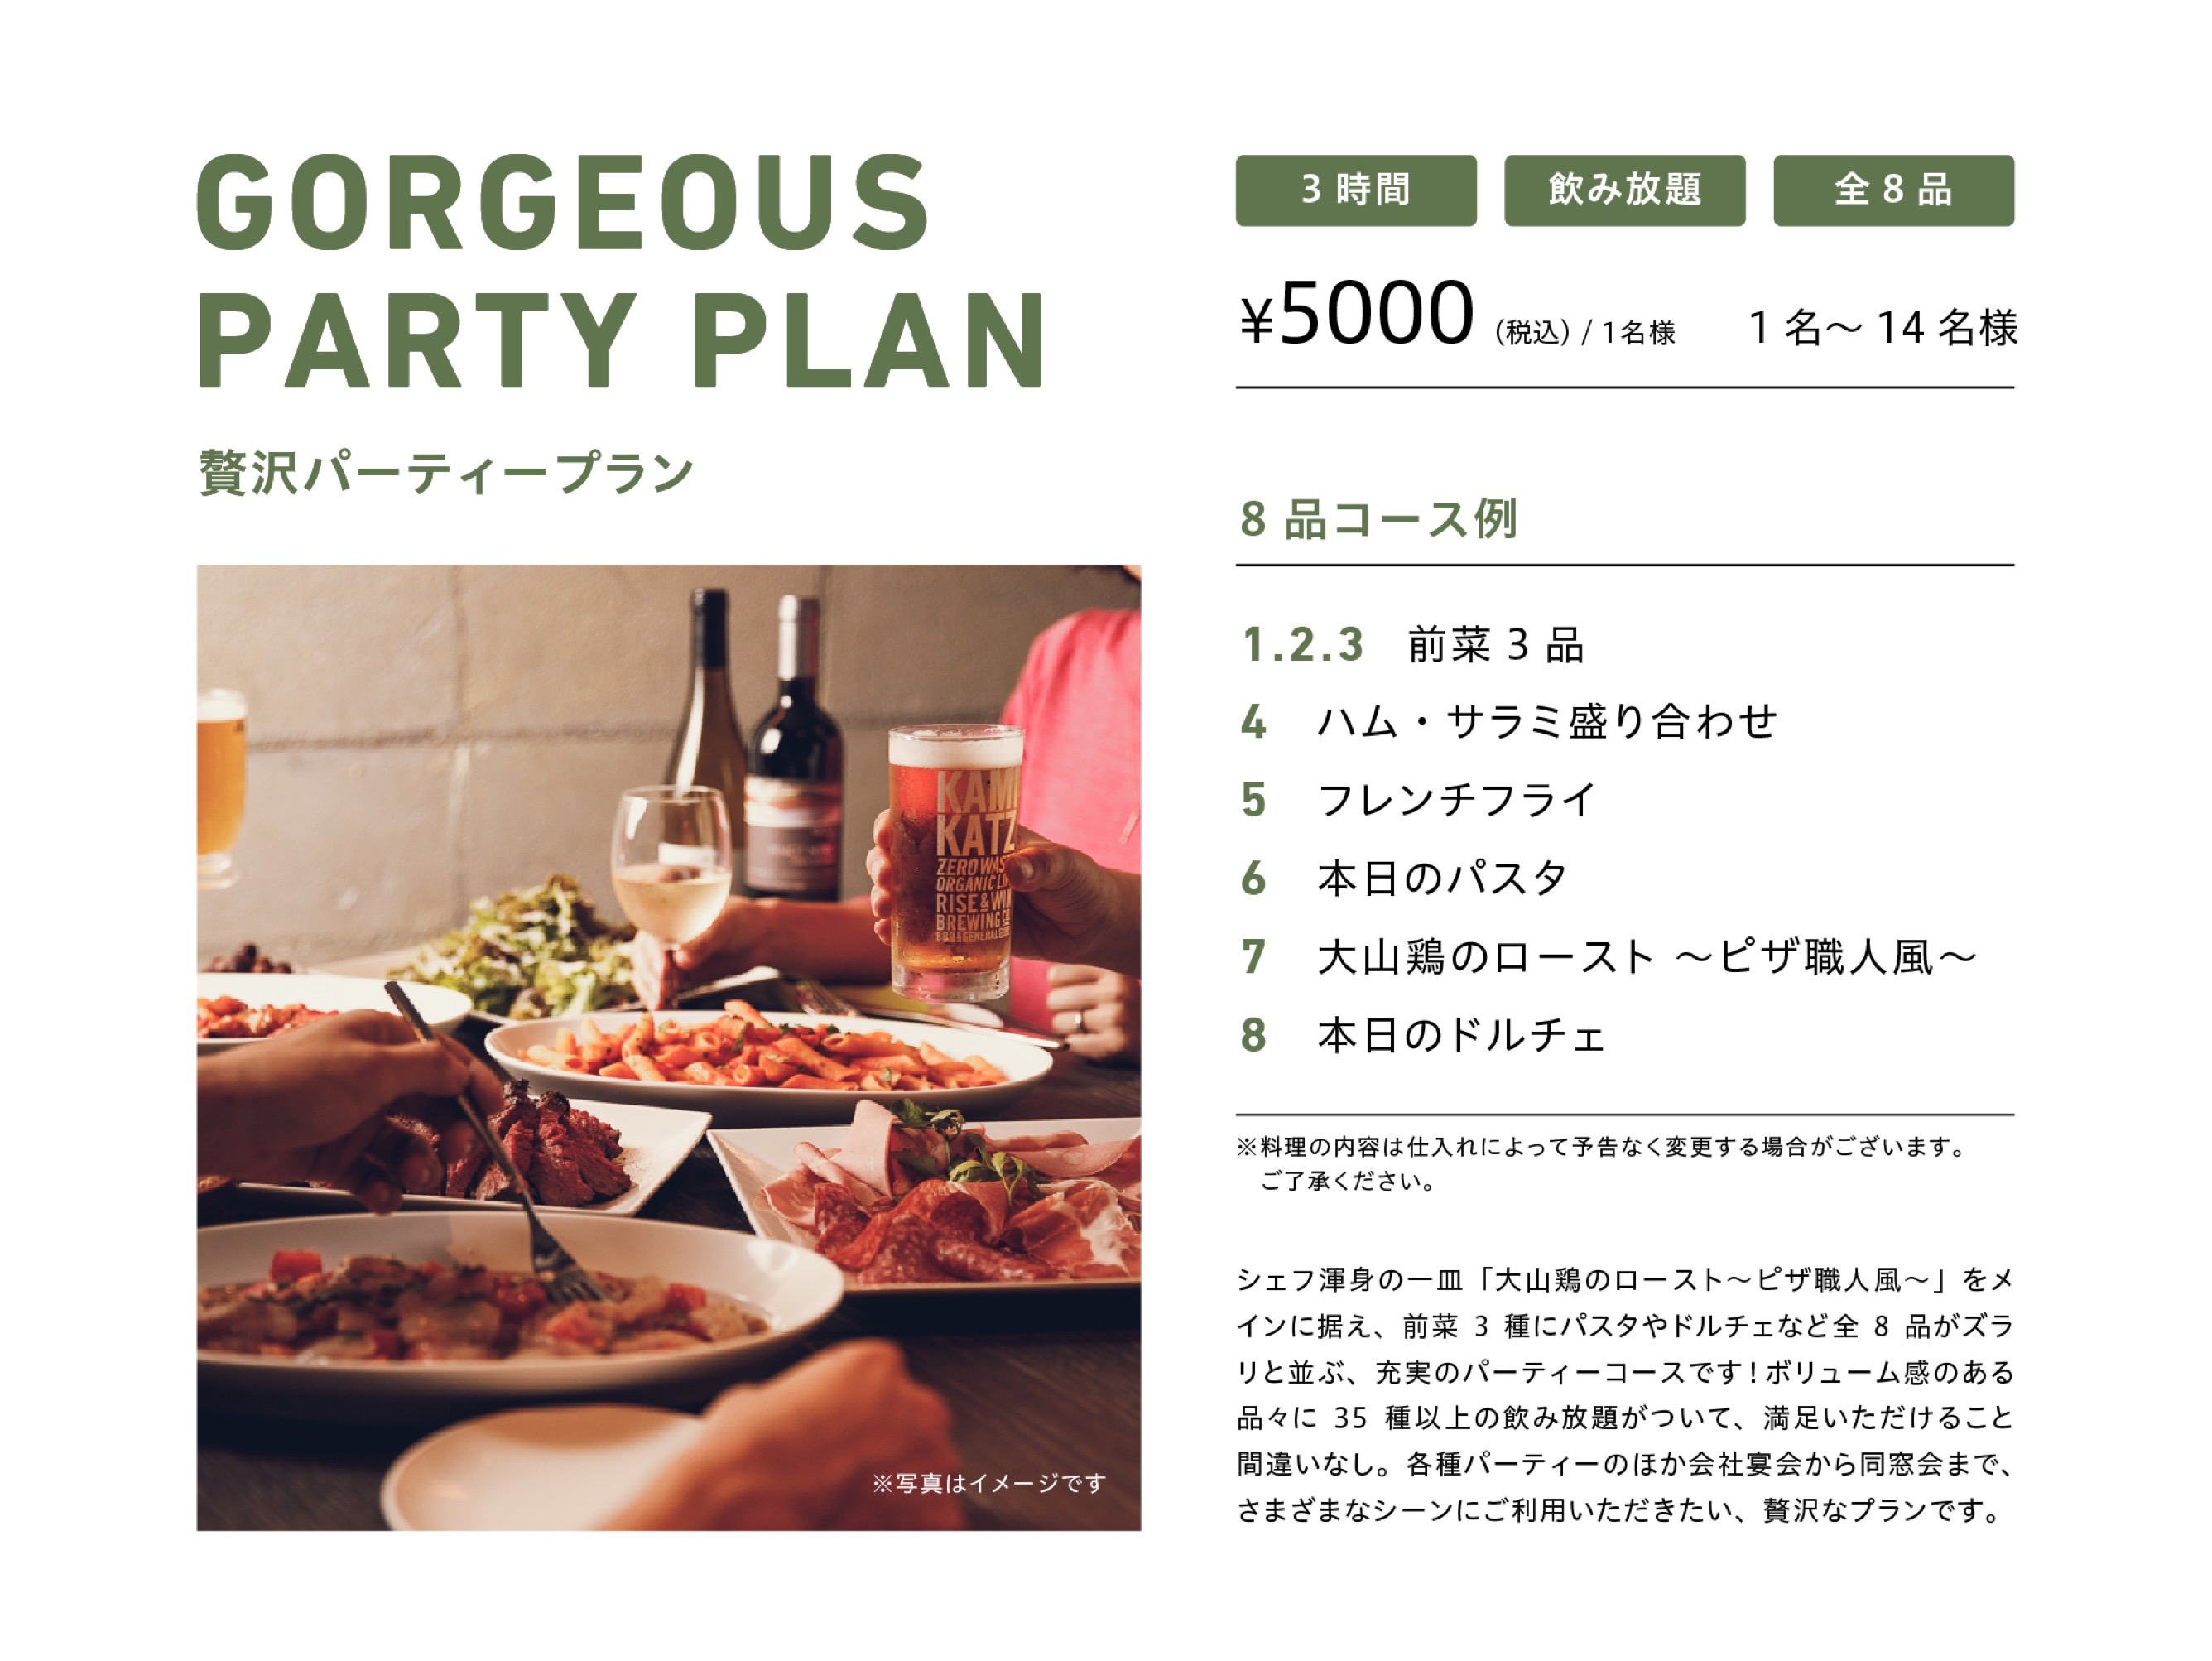 GORGEOUS
PARTY PLAN
贅沢パーティープラン
KAMI
KATZ
ORGANIC
RISE&WIN
BREWING
※写真はイメージです
3 時間
飲み放題
全 8 品
¥5000 (税込) / 1名様 1 名〜 14 名様
8 品コース例
1.2.3 前菜 3 品
4 ハム・サラミ盛り合わせ
5 フレンチフライ
6 本日のパスタ
7 大山鶏のロースト 〜ピザ職人風〜
8 本日のドルチェ
※料理の内容は仕入れによって予告なく変更する場合がございます。
ご了承ください。
シェフ渾身の一皿「大山鶏のロースト〜ピザ職人風〜」をメ
インに据え、前菜 3 種にパスタやドルチェなど全 8 品がズラ
リと並ぶ、充実のパーティーコースです！ボリューム感のある
品々に 35 種以上の飲み放題がついて、満足いただけること
間違いなし。各種パーティーのほか会社宴会から同窓会まで、
さまざまなシーンにご利用いただきたい、贅沢なプランです。